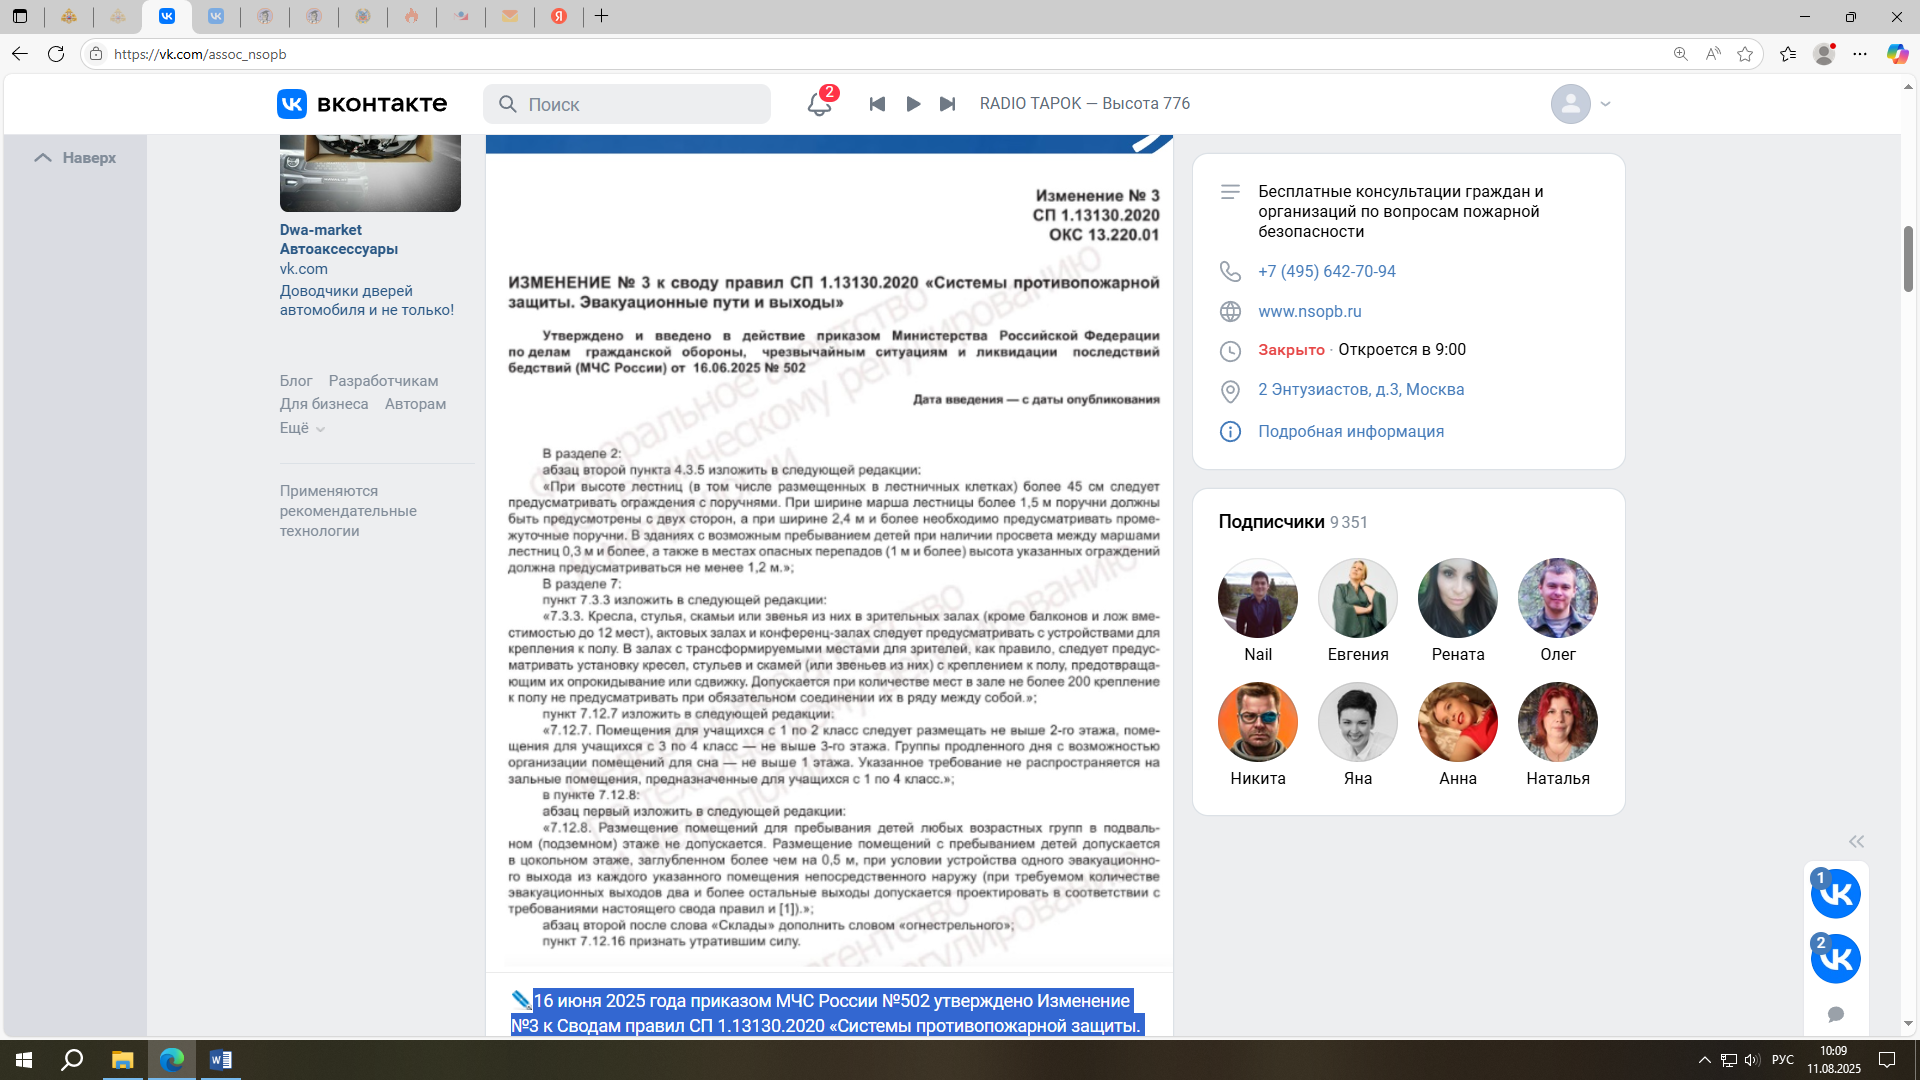 https://vk.com/assoc_nsopb
вконтакте
Поиск
2
RADIO TAPOK — Высота 776
Наверх
Dwa-market
Автоаксессуары
vk.com
Доводчики дверей
автомобиля и не только!
Блог Разработчикам
Для бизнеса Авторам
Ещё
Применяются
рекомендательные
технологии
Изменение № 3
СП 1.13130.2020
ОКС 13.220.01
ИЗМЕНЕНИЕ № 3 к своду правил СП 1.13130.2020 «Системы противопожарной
защиты. Эвакуационные пути и выходы»
Утверждено и введено в действие приказом Министерства Российской Федерации
по делам гражданской обороны, чрезвычайным ситуациям и ликвидации последствий
бедствий (МЧС России) от 16.06.2025 № 502
Дата введения — с даты опубликования
В разделе 2:
абзац второй пункта 4.3.5 изложить в следующей редакции:
«При высоте лестниц (в том числе размещенных в лестничных клетках) более 45 см следует
предусматривать ограждения с поручнями. При ширине марша лестницы более 1,5 м поручни должны
быть предусмотрены с двух сторон, а при ширине 2,4 м и более необходимо предусматривать проме-
жуточные поручни. В зданиях с возможным пребыванием детей при наличии просвета между маршами
лестниц 0,3 м и более, а также в местах опасных перепадов (1 м и более) высота указанных ограждений
должна предусматриваться не менее 1,2 м.»;
В разделе 7:
пункт 7.3.3 изложить в следующей редакции:
«7.3.3. Кресла, стулья, скамьи или звенья из них в зрительных залах (кроме балконов и лож вме-
стимостью до 12 мест), актовых залах и конференц-залах следует предусматривать с устройствами для
крепления к полу. В залах с трансформируемыми местами для зрителей, как правило, следует предус-
матривать установку кресел, стульев и скамей (или звеньев из них) с креплением к полу, предотвраща-
ющим их опрокидывание или сдвижку. Допускается при количестве мест в зале не более 200 крепление
к полу не предусматривать при обязательном соединении их в ряду между собой.»;
пункт 7.12.7 изложить в следующей редакции:
«7.12.7. Помещения для учащихся с 1 по 2 класс следует размещать не выше 2-го этажа, поме-
щения для учащихся с 3 по 4 класс — не выше 3-го этажа. Группы продленного дня с возможностью
организации помещений для сна — не выше 1 этажа. Указанное требование не распространяется на
зальные помещения, предназначенные для учащихся с 1 по 4 класс.»;
в пункте 7.12.8:
абзац первый изложить в следующей редакции:
«7.12.8. Размещение помещений для пребывания детей любых возрастных групп в подваль-
ном (подземном) этаже не допускается. Размещение помещений с пребыванием детей допускается
в цокольном этаже, заглубленном более чем на 0,5 м, при условии устройства одного эвакуационно-
го выхода из каждого указанного помещения непосредственного наружу (при требуемом количестве
эвакуационных выходов два и более остальные выходы допускается проектировать в соответствии с
требованиями настоящего свода правил и [1]).»;
абзац второй после слова «Склады» дополнить словом «огнестрельного»;
пункт 7.12.16 признать утратившим силу.
16 июня 2025 года приказом МЧС России №502 утверждено Изменение
№3 к Сводам правил СП 1.13130.2020 «Системы противопожарной защиты.
Бесплатные консультации граждан и
организаций по вопросам пожарной
безопасности
+7 (495) 642-70-94
www.nsopb.ru
Закрыто · Откроется в 9:00
2 Энтузиастов, д.3, Москва
Подробная информация
Подписчики 9 351
Nail Евгения Рената Олег
Никита Яна Анна Наталья
1
2
РУС
10:09
11.08.2025